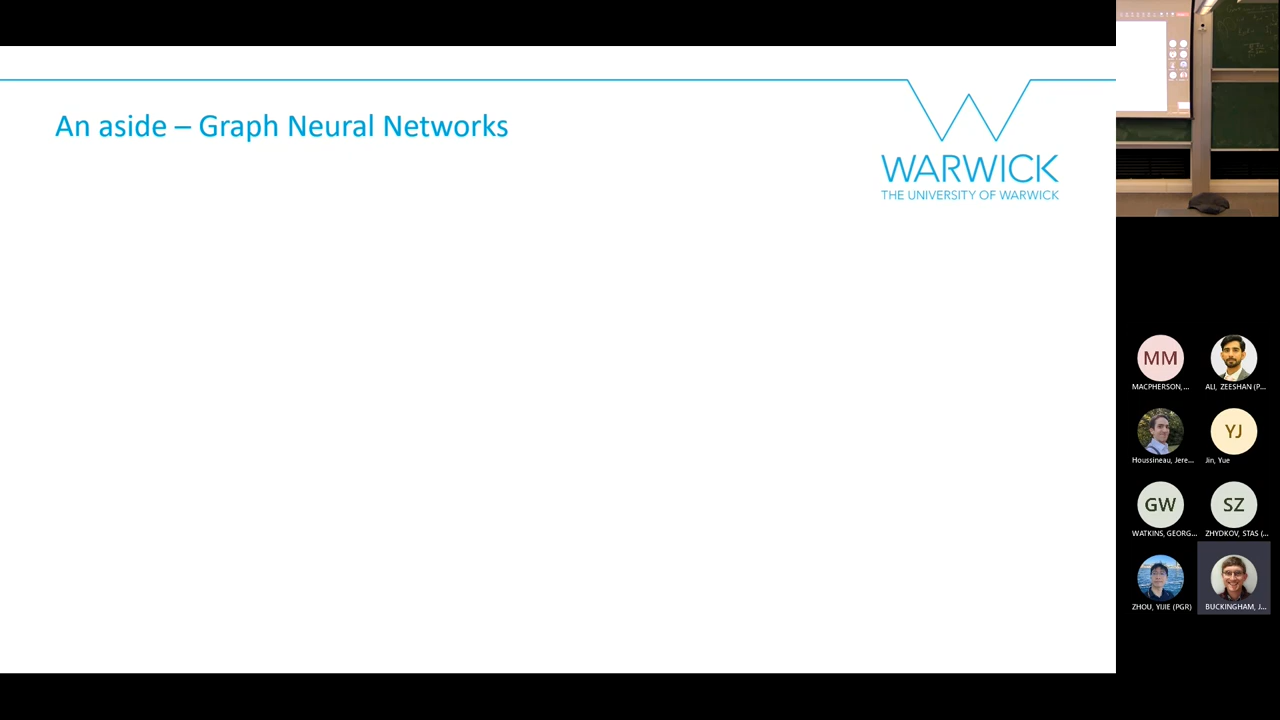 An aside – Graph Neural Networks
WARWICK
THE UNIVERSITY OF WARWICK
MM
MACPHERSON,...
ALI, ZEESHAN (P...
Houssineau, Jere...
YJ
Jin, Yue
GW
WATKINS, GEORG...
SZ
ZHYDKOV, STAS (...
ZHOU, YIJIE (PGR)
BUCKINGHAM, J...